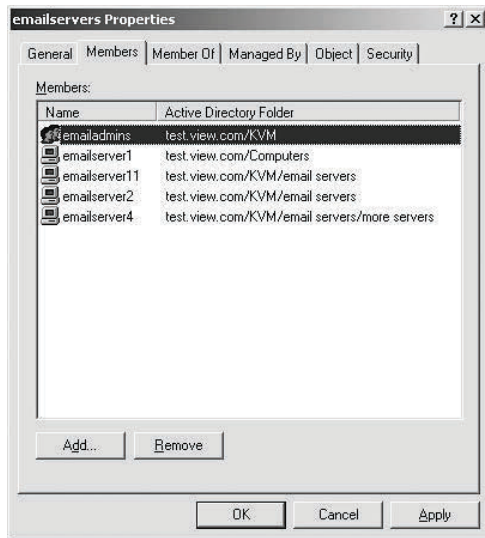 emailservers Properties
? X
General Members Member Of Managed By Object Security
Members:
Name Active Directory Folder
emailadmins test.view.com/KVM
emailserver1 test.view.com/Computers
emailserver11 test.view.com/KVM/email servers
emailserver2 test.view.com/KVM/email servers
emailserver4 test.view.com/KVM/email servers/more servers
Add... Remove
OK Cancel Apply